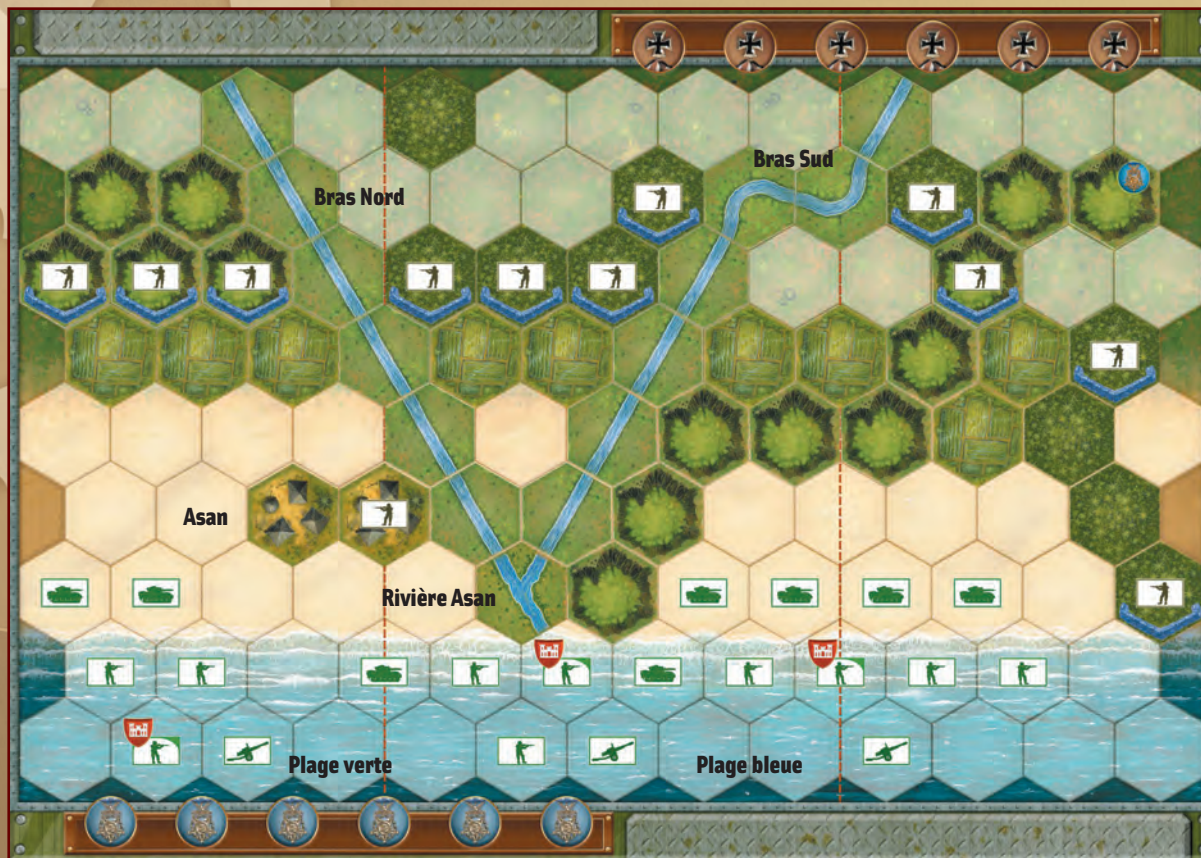 Bras Sud
Bras Nord
Asan
Rivière Asan
Plage verte
Plage bleue